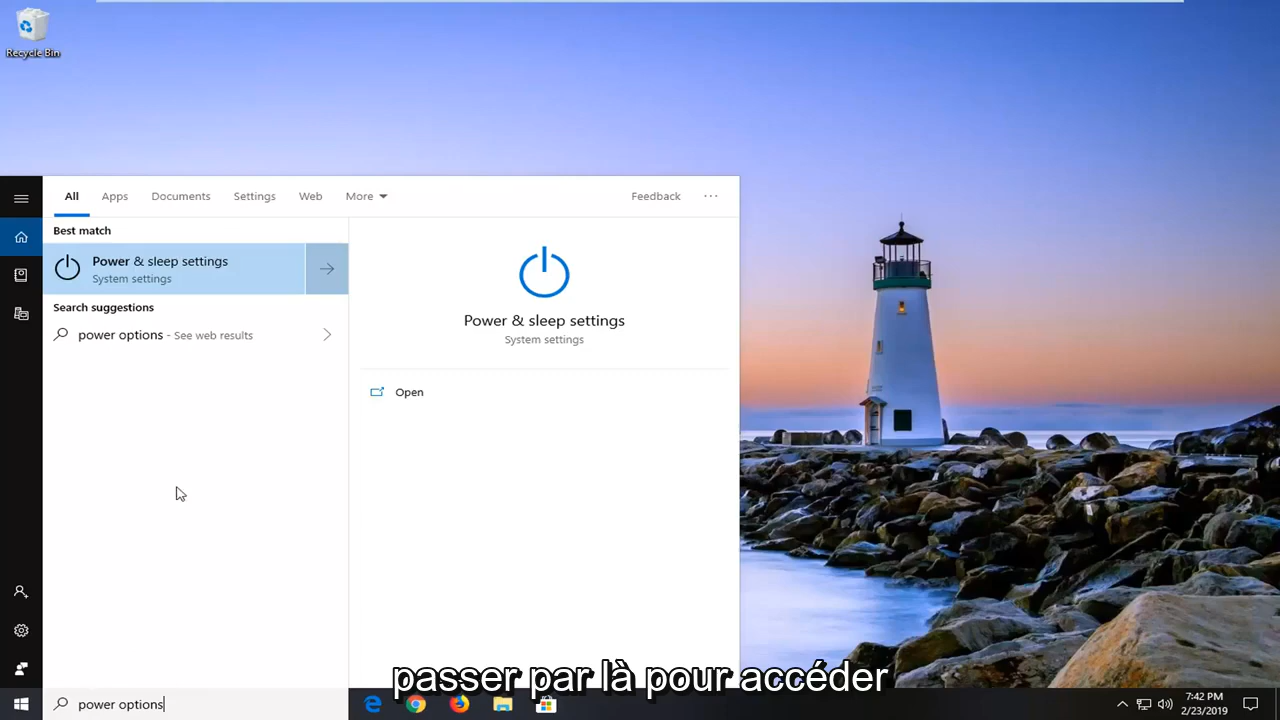 Recycle Bin
All Apps Documents Settings Web More Feedback ...
Best match
Power & sleep settings
System settings
Search suggestions
power options - See web results
Power & sleep settings
System settings
Open
passer par là pour accéder
power options
7:42 PM
2/23/2019